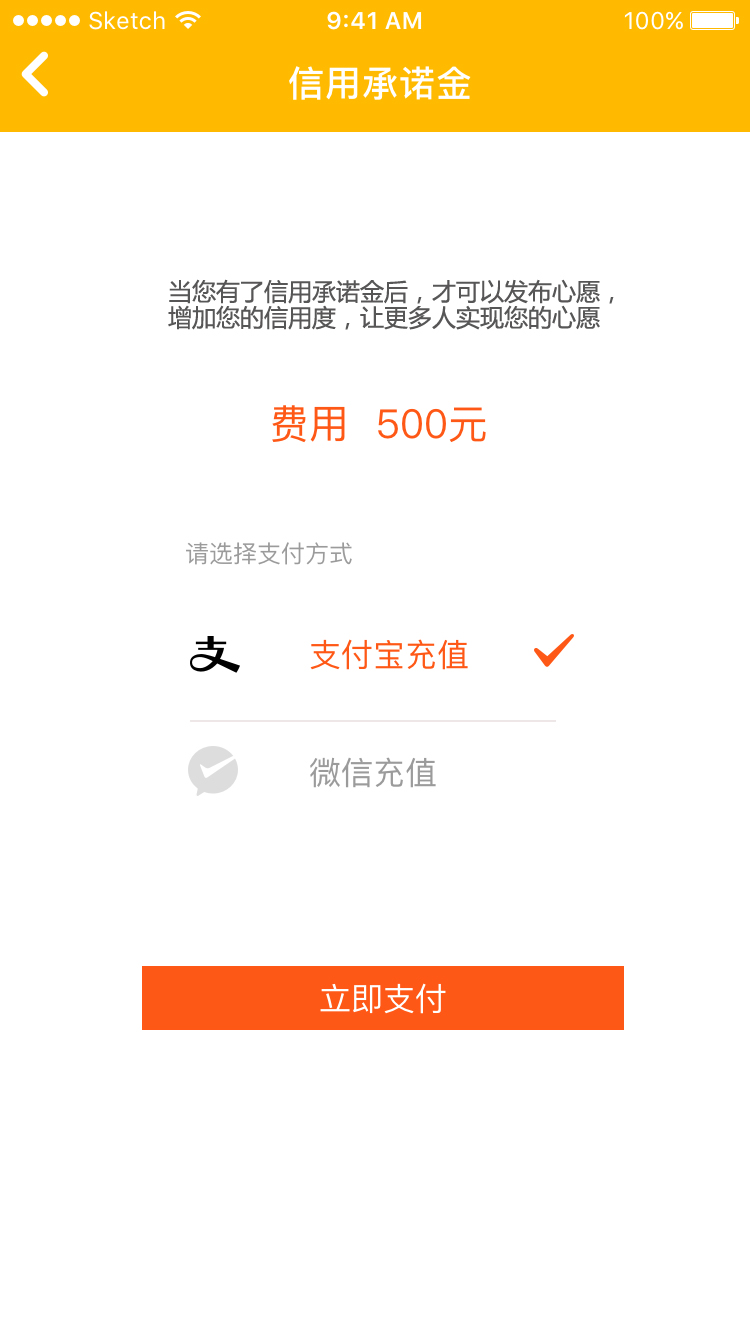 Sketch 9:41 AM 100%
信用承诺金
当您有了信用承诺金后，才可以发布心愿，
增加您的信用度，让更多人实现您的心愿
费用 500元
请选择支付方式
支 支付宝充值
微信充值
立即支付